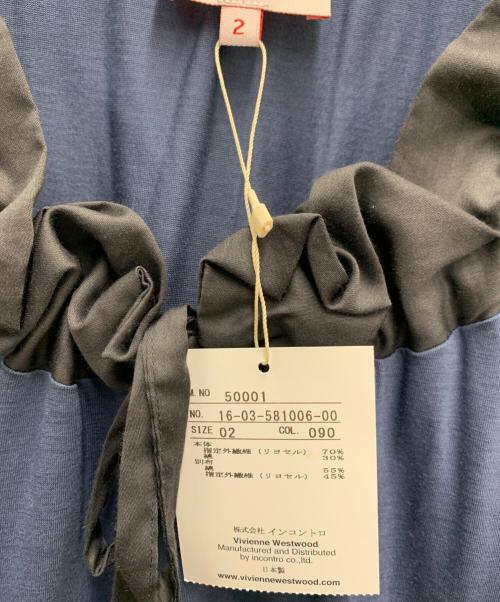 2
M.NO 50001
NO. 16-03-581006-00
SIZE 02 COL. 090
本体
指定外繊維(リヨセル) 70%
綿 30%
別布
綿 55%
指定外繊維(リヨセル) 45%
株式会社 インコントロ
Vivienne Westwood
Manufactured and Distributed
by incontro co.,ltd.
日本製
www.viviennewestwood.com